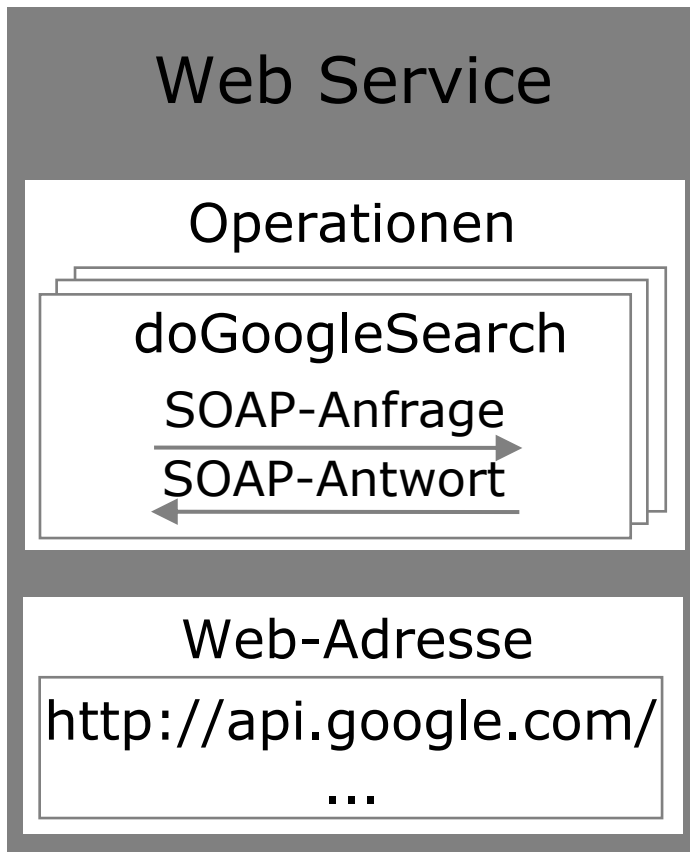 Web Service
Operationen
doGoogleSearch
SOAP-Anfrage
SOAP-Antwort
Web-Adresse
http://api.google.com/
...